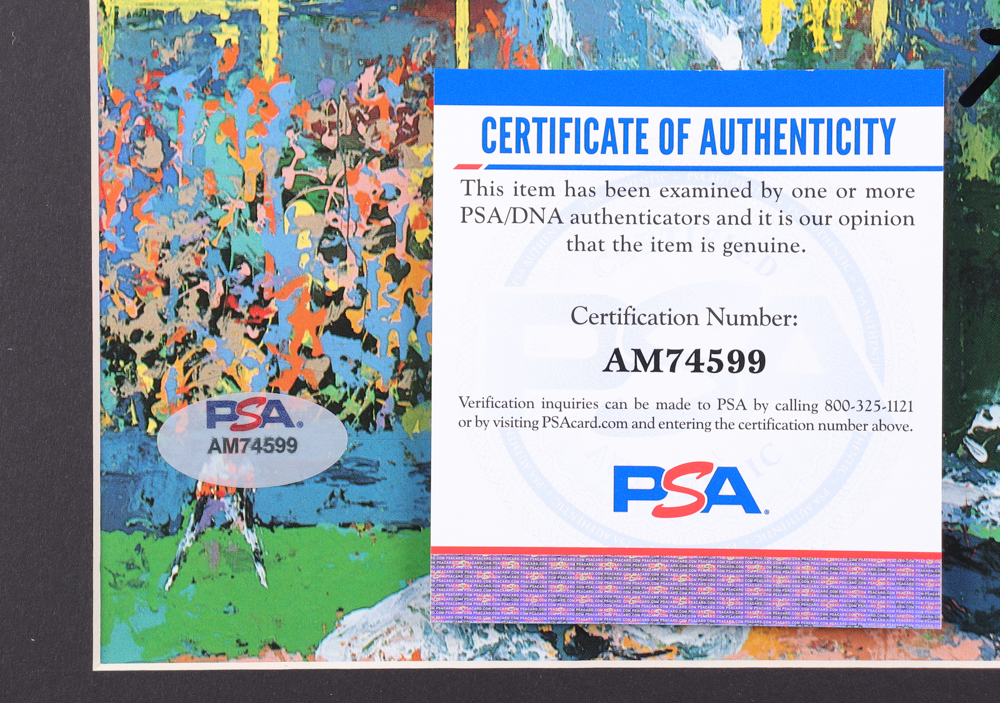 CERTIFICATE OF AUTHENTICITY
This item has been examined by one or more
PSA/DNA authenticators and it is our opinion
that the item is genuine.
Certification Number:
AM74599
Verification inquiries can be made to PSA by calling 800-325-1121
or by visiting PSAcard.com and entering the certification number above.
PSA.
PSA.
AM74599